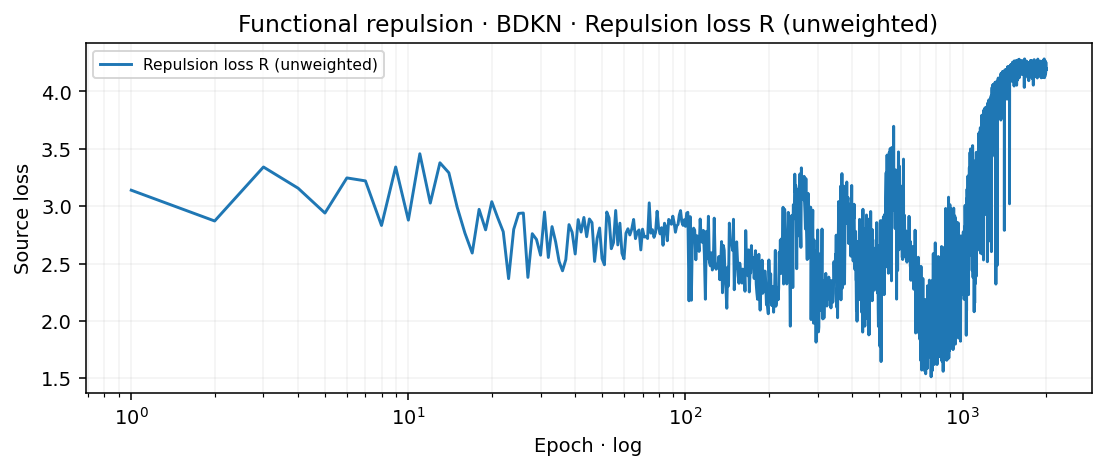 Functional repulsion · BDKN · Repulsion loss R (unweighted)
Repulsion loss R (unweighted)
Source loss
4.0
3.5
3.0
2.5
2.0
1.5
10⁰ 10¹ 10² 10³
Epoch · log